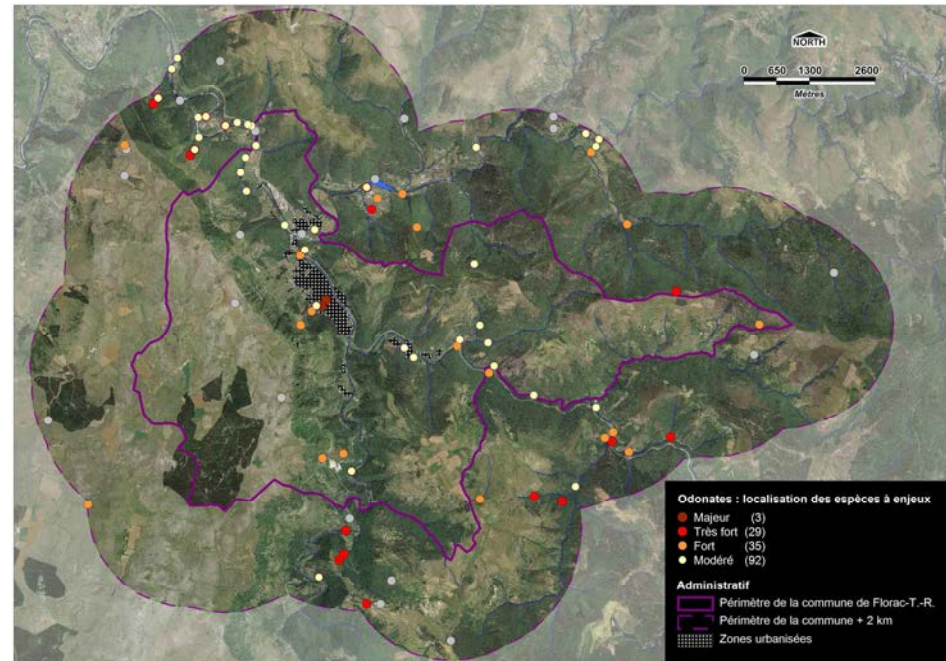 NORTH
0 650 1300 2600
Mètres
Odonates : localisation des espèces à enjeux
Majeur (3)
Très fort (29)
Fort (35)
Modéré (92)
Administratif
Périmètre de la commune de Florac-T.-R.
Périmètre de la commune + 2 km
Zones urbanisées